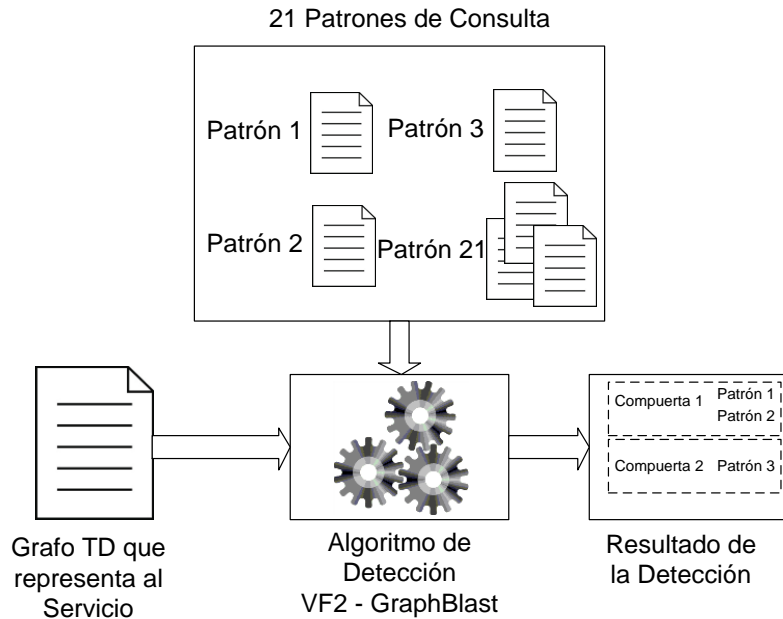 21 Patrones de Consulta
Patrón 1
Patrón 3
Patrón 2
Patrón 21
Compuerta 1
Patrón 1
Patrón 2
Compuerta 2
Patrón 3
Grafo TD que
representa al
Servicio
Algoritmo de
Detección
VF2 - GraphBlast
Resultado de
la Detección